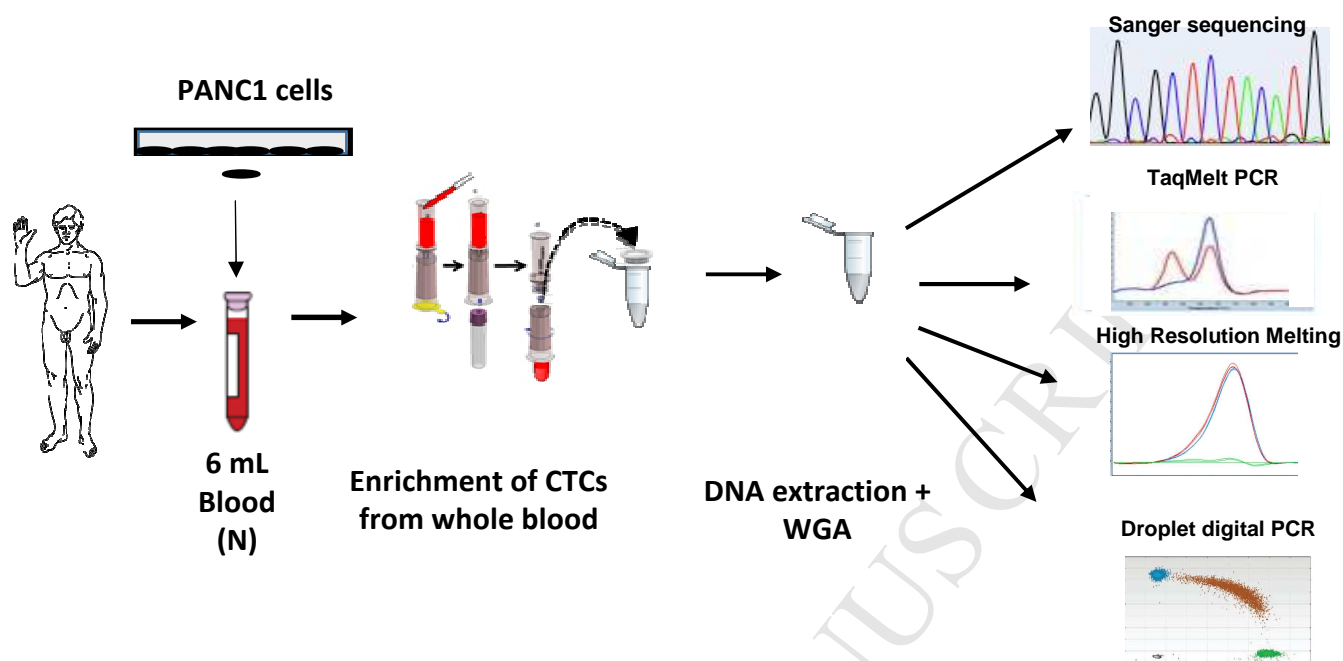 Sanger sequencing
PANC1 cells
TaqMelt PCR
High Resolution Melting
6 mL
Blood
(N)
Enrichment of CTCs
from whole blood
DNA extraction +
WGA
Droplet digital PCR